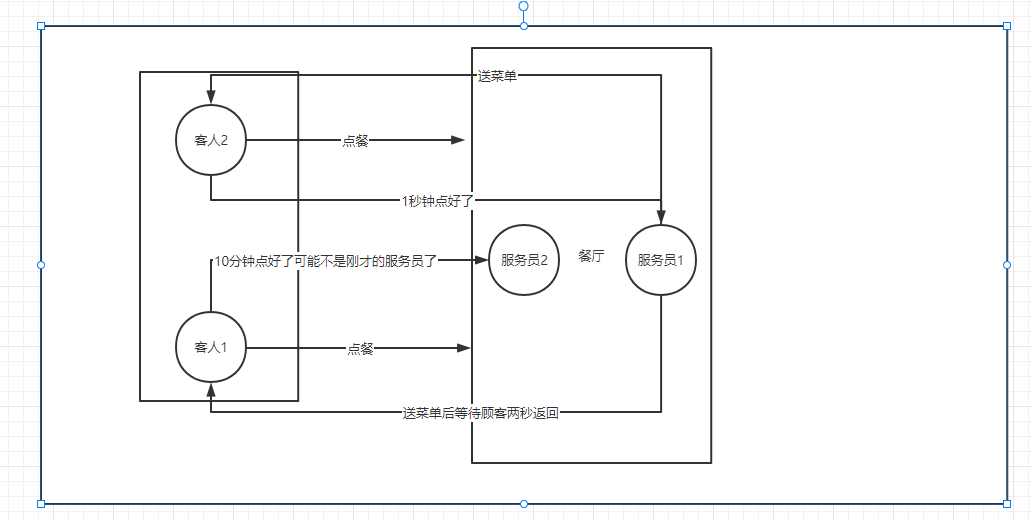 送菜单
客人2
点餐
1秒钟点好了
10分钟点好了可能不是刚才的服务员了
服务员2
餐厅
服务员1
客人1
点餐
送菜单后等待顾客两秒返回